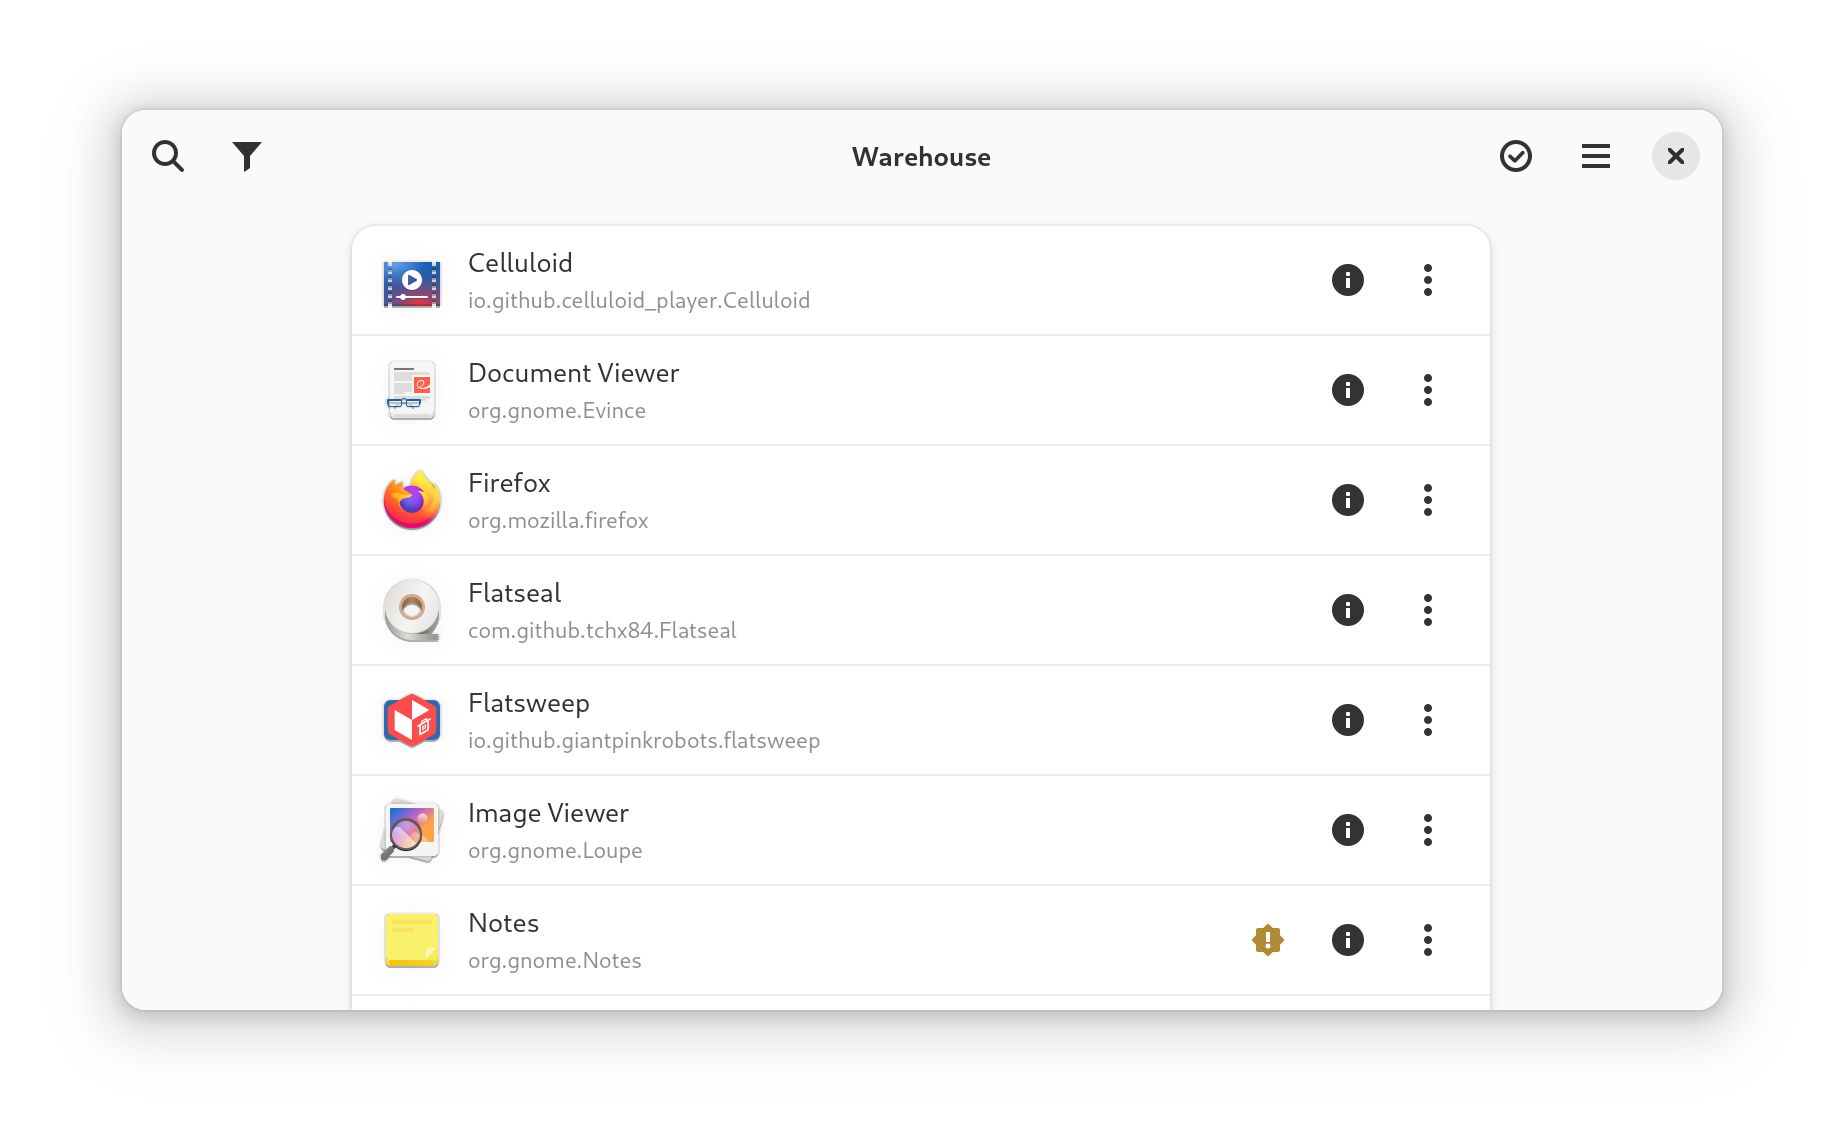 Warehouse
Celluloid
io.github.celluloid_player.Celluloid
Document Viewer
org.gnome.Evince
Firefox
org.mozilla.firefox
Flatseal
com.github.tchx84.Flatseal
Flatsweep
io.github.giantpinkrobots.flatsweep
Image Viewer
org.gnome.Loupe
Notes
org.gnome.Notes